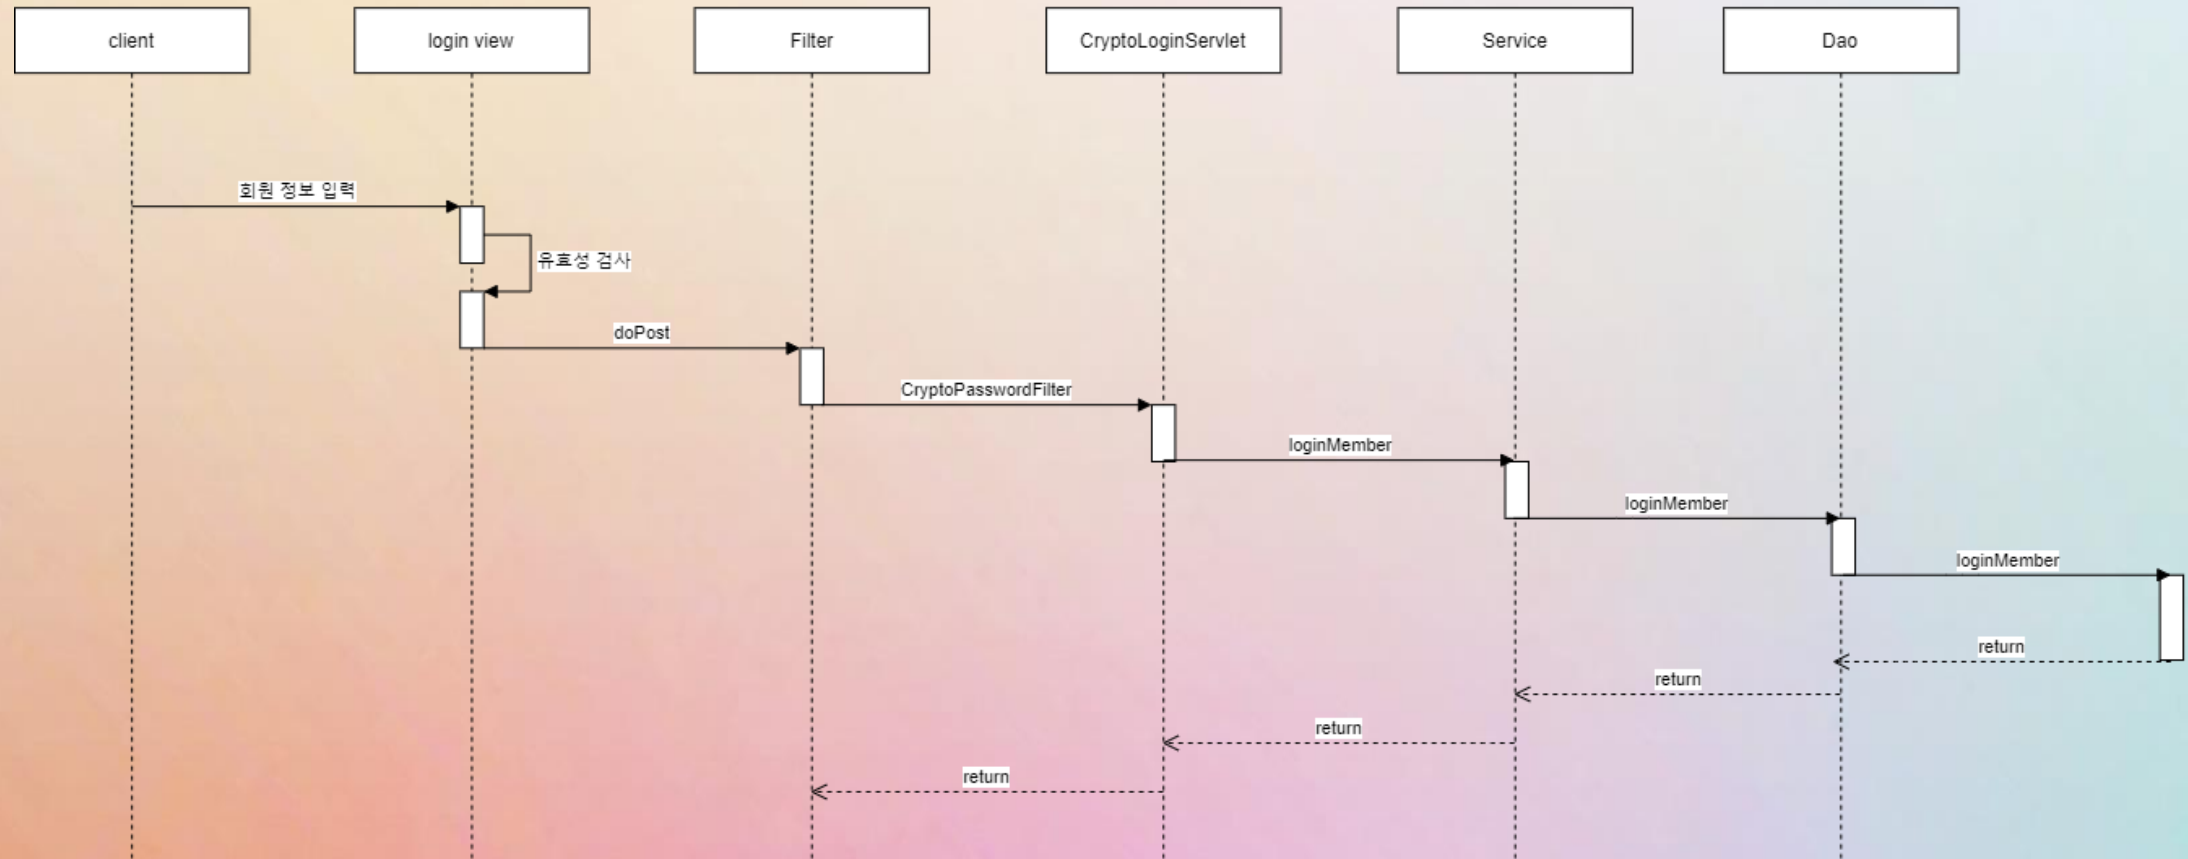 client
login view
Filter
CryptoLoginServlet
Service
Dao
회원 정보 입력
유효성 검사
doPost
CryptoPasswordFilter
loginMember
loginMember
loginMember
return
return
return
return